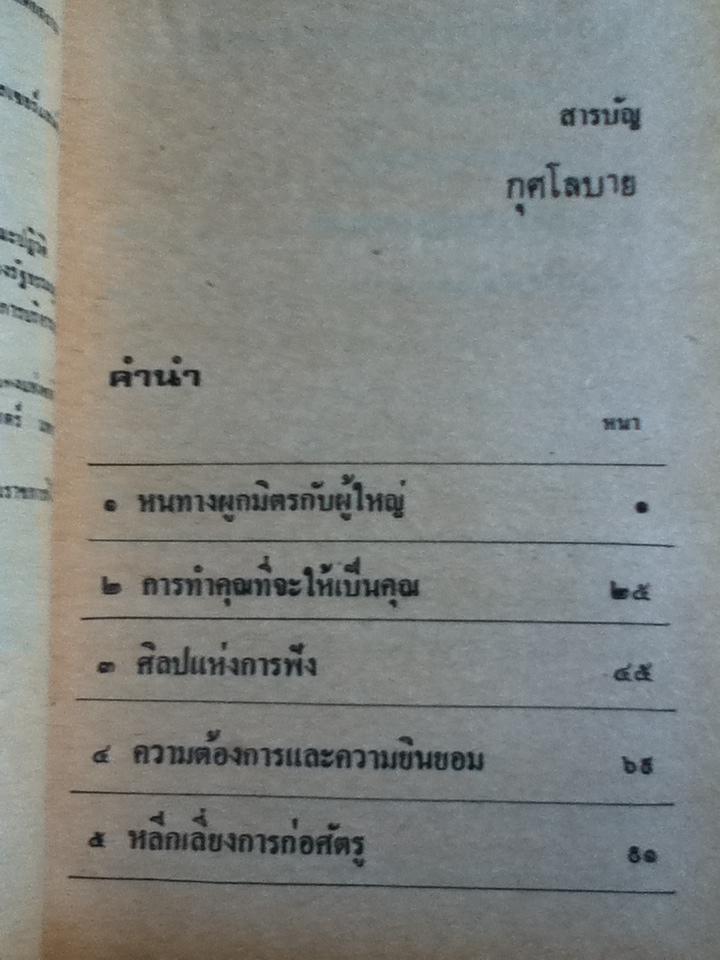 สารบัญ
กุศโลบาย
คำนำ
หน้า
๑ หนทางผูกมิตรกับผู้ใหญ่ ๑
๒ การทำคุณที่จะให้เป็นคุณ ๒๕
๓ ศิลปแห่งการฟัง ๔๕
๔ ความต้องการและความยินยอม
๕ หลีกเลี่ยงการก่อศัตรู